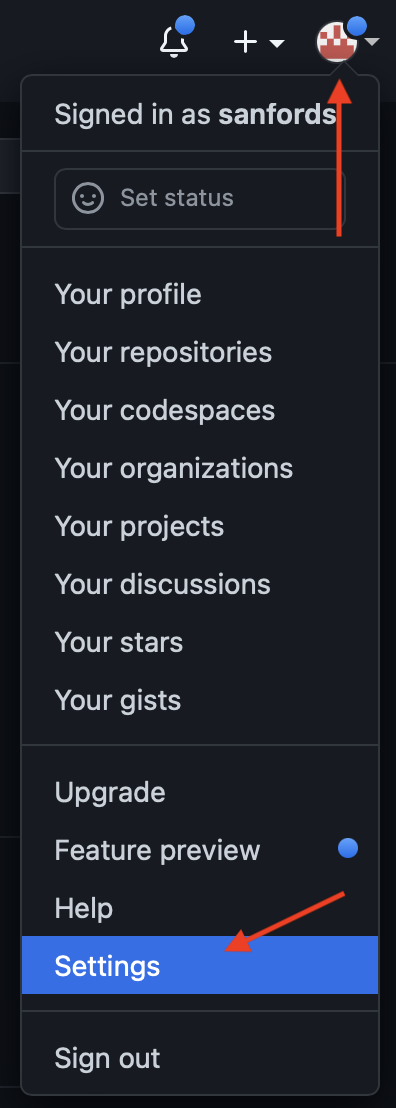 Signed in as sanfords
Set status
Your profile
Your repositories
Your codespaces
Your organizations
Your projects
Your discussions
Your stars
Your gists
Upgrade
Feature preview
Help
Settings
Sign out